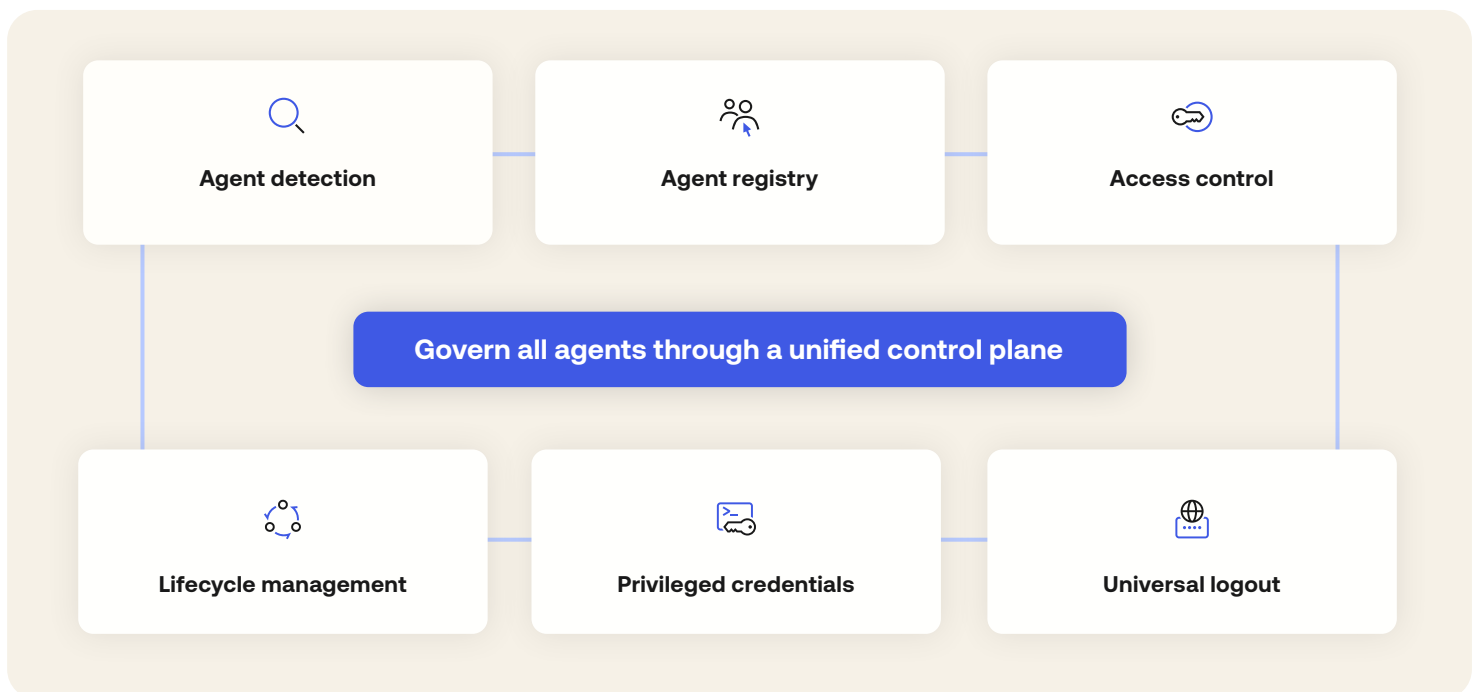 Agent detection
Agent registry
Access control
Govern all agents through a unified control plane
Lifecycle management
Privileged credentials
Universal logout